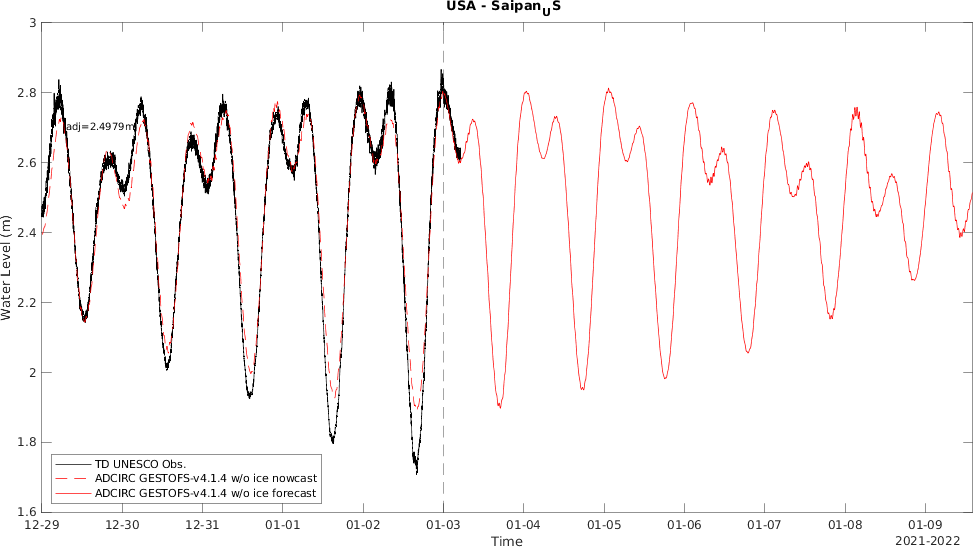 USA - SaipanUS
3
2.8
adj=2.4979m
2.6
2.4
Water Level (m)
2.2
2
1.8
TD UNESCO Obs.
ADCIRC GESTOFS-v4.1.4 w/o ice nowcast
ADCIRC GESTOFS-v4.1.4 w/o ice forecast
1.6
12-29 12-30 12-31 01-01 01-02 01-03 01-04 01-05 01-06 01-07 01-08 01-09
Time
2021-2022